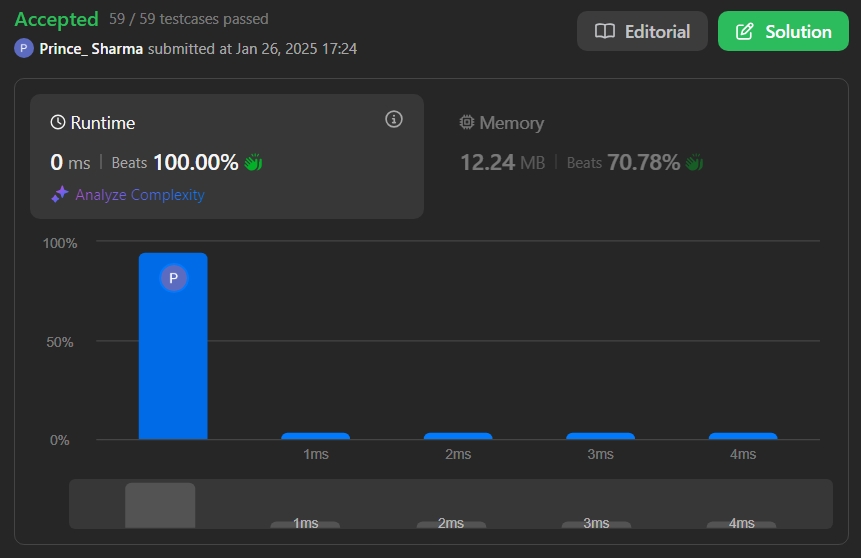 Accepted 59 / 59 testcases passed
Editorial
Solution
P Prince_ Sharma submitted at Jan 26, 2025 17:24
Runtime
0 ms | Beats 100.00%
Analyze Complexity
Memory
12.24 MB | Beats 70.78%
100%
50%
0%
P
1ms 2ms 3ms 4ms
1ms 2ms 3ms 4ms